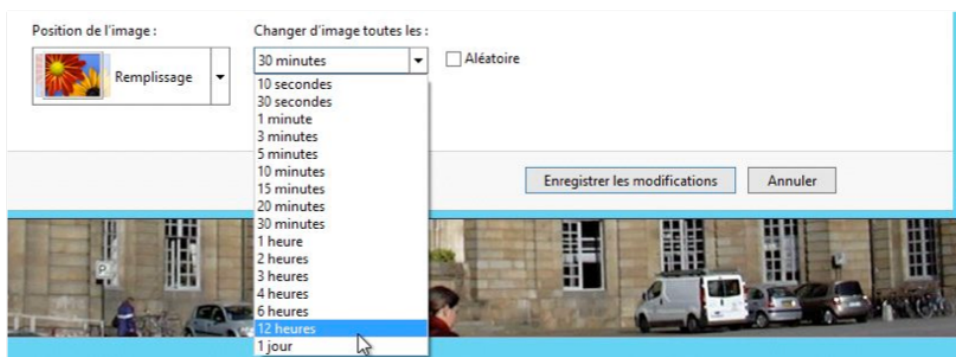 Position de l'image :
Changer d'image toutes les :
Remplissage
30 minutes
Aléatoire
10 secondes
30 secondes
1 minute
3 minutes
5 minutes
10 minutes
15 minutes
20 minutes
30 minutes
1 heure
2 heures
3 heures
4 heures
6 heures
12 heures
1 jour
Enregistrer les modifications
Annuler
P